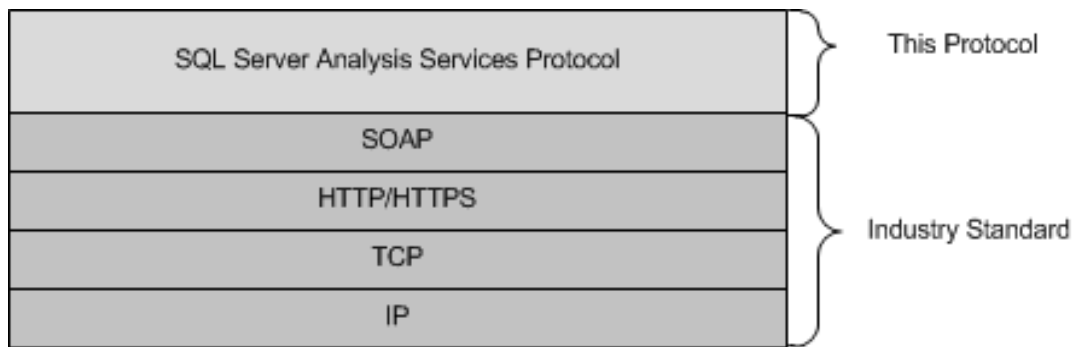 SQL Server Analysis Services Protocol
This Protocol
SOAP
HTTP/HTTPS
TCP
IP
Industry Standard